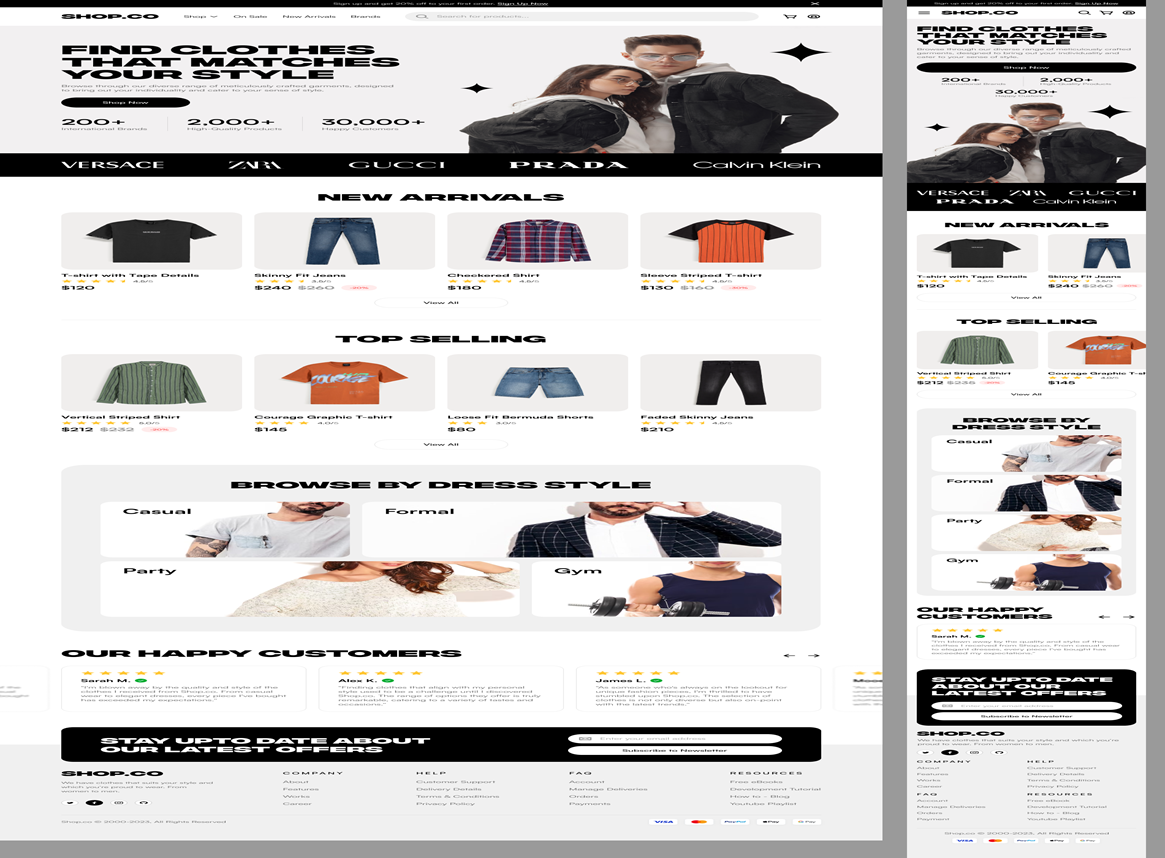 Sign up and get 20% off to your first order. Sign Up Now
SHOP.CO
Shop
On Sale
New Arrivals
Brands
Search for products...
FIND CLOTHES
THAT MATCHES
YOUR STYLE
Browse through our diverse range of meticulously crafted garments, designed
to bring out your individuality and cater to your sense of style.
Shop Now
200+
International Brands
2,000+
High-Quality Products
30,000+
Happy Customers
VERSACE
ZARA
GUCCI
PRADA
Calvin Klein
NEW ARRIVALS
T-shirt with Tape Details
4.5/5
$120
Skinny Fit Jeans
3.5/5
$240 $260 -20%
Checkered Shirt
4.5/5
$180
Sleeve Striped T-shirt
4.5/5
$130 $160 -30%
View All
TOP SELLING
Vertical Striped Shirt
5.0/5
$212 $232 -20%
Courage Graphic T-shirt
4.0/5
$145
Loose Fit Bermuda Shorts
3.0/5
$80
Faded Skinny Jeans
4.5/5
$210
View All
BROWSE BY DRESS STYLE
Casual
Formal
Party
Gym
OUR HAPPY CUSTOMERS
Sarah M.
"I'm blown away by the quality and style of the
clothes I received from Shop.co. From casual
wear to elegant dresses, every piece I've bought
has exceeded my expectations."
Alex K.
"Finding clothes that align with my personal
style used to be a challenge until I discovered
Shop.co. The range of options they offer is truly
remarkable, catering to a variety of tastes and
occasions."
James L.
"As someone who's always on the lookout for
unique fashion pieces, I'm thrilled to have
stumbled upon Shop.co. The selection of
clothes is not only diverse but also on-point
with the latest trends."
STAY UPTO DATE ABOUT
OUR LATEST OFFERS
Enter your email address
Subscribe to Newsletter
SHOP.CO
We have clothes that suits your style and
which you're proud to wear. From
women to men.
COMPANY
About
Features
Works
Career
HELP
Customer Support
Delivery Details
Terms & Conditions
Privacy Policy
FAQ
Account
Manage Deliveries
Orders
Payments
RESOURCES
Free eBooks
Development Tutorial
How to - Blog
Youtube Playlist
Shop.co © 2000-2023, All Rights Reserved
VISA
PayPal
Pay
G Pay
Sign up and get 20% off to your first order. Sign Up Now
SHOP.CO
FIND CLOTHES
THAT MATCHES
YOUR STYLE
Browse through our diverse range of meticulously crafted
garments, designed to bring out your individuality and
cater to your sense of style.
Shop Now
200+
International Brands
2,000+
High-Quality Products
30,000+
Happy Customers
VERSACE
ZARA
GUCCI
PRADA
Calvin Klein
NEW ARRIVALS
T-shirt with Tape Details
4.5/5
$120
Skinny Fit Jeans
3.5/5
$240 $260
View All
TOP SELLING
Vertical Striped Shirt
5.0/5
$212 $235 -20%
Courage Graphic T-sh
4.0/5
$145
View All
BROWSE BY
DRESS STYLE
Casual
Formal
Party
Gym
OUR HAPPY
CUSTOMERS
Sarah M.
"I'm blown away by the quality and style of the
clothes I received from Shop.co. From casual wear
to elegant dresses, every piece I've bought has
exceeded my expectations."
STAY UPTO DATE
ABOUT OUR
LATEST OFFERS
Enter your email address
Subscribe to Newsletter
SHOP.CO
We have clothes that suits your style and which you're
proud to wear. From women to men.
COMPANY
About
Features
Works
Career
HELP
Customer Support
Delivery Details
Terms & Conditions
Privacy Policy
FAQ
Account
Manage Deliveries
Orders
Payment
RESOURCES
Free eBook
Development Tutorial
How to - Blog
Youtube Playlist
Shop.co © 2000-2023, All Rights Reserved
VISA
PayPal
Pay
G Pay